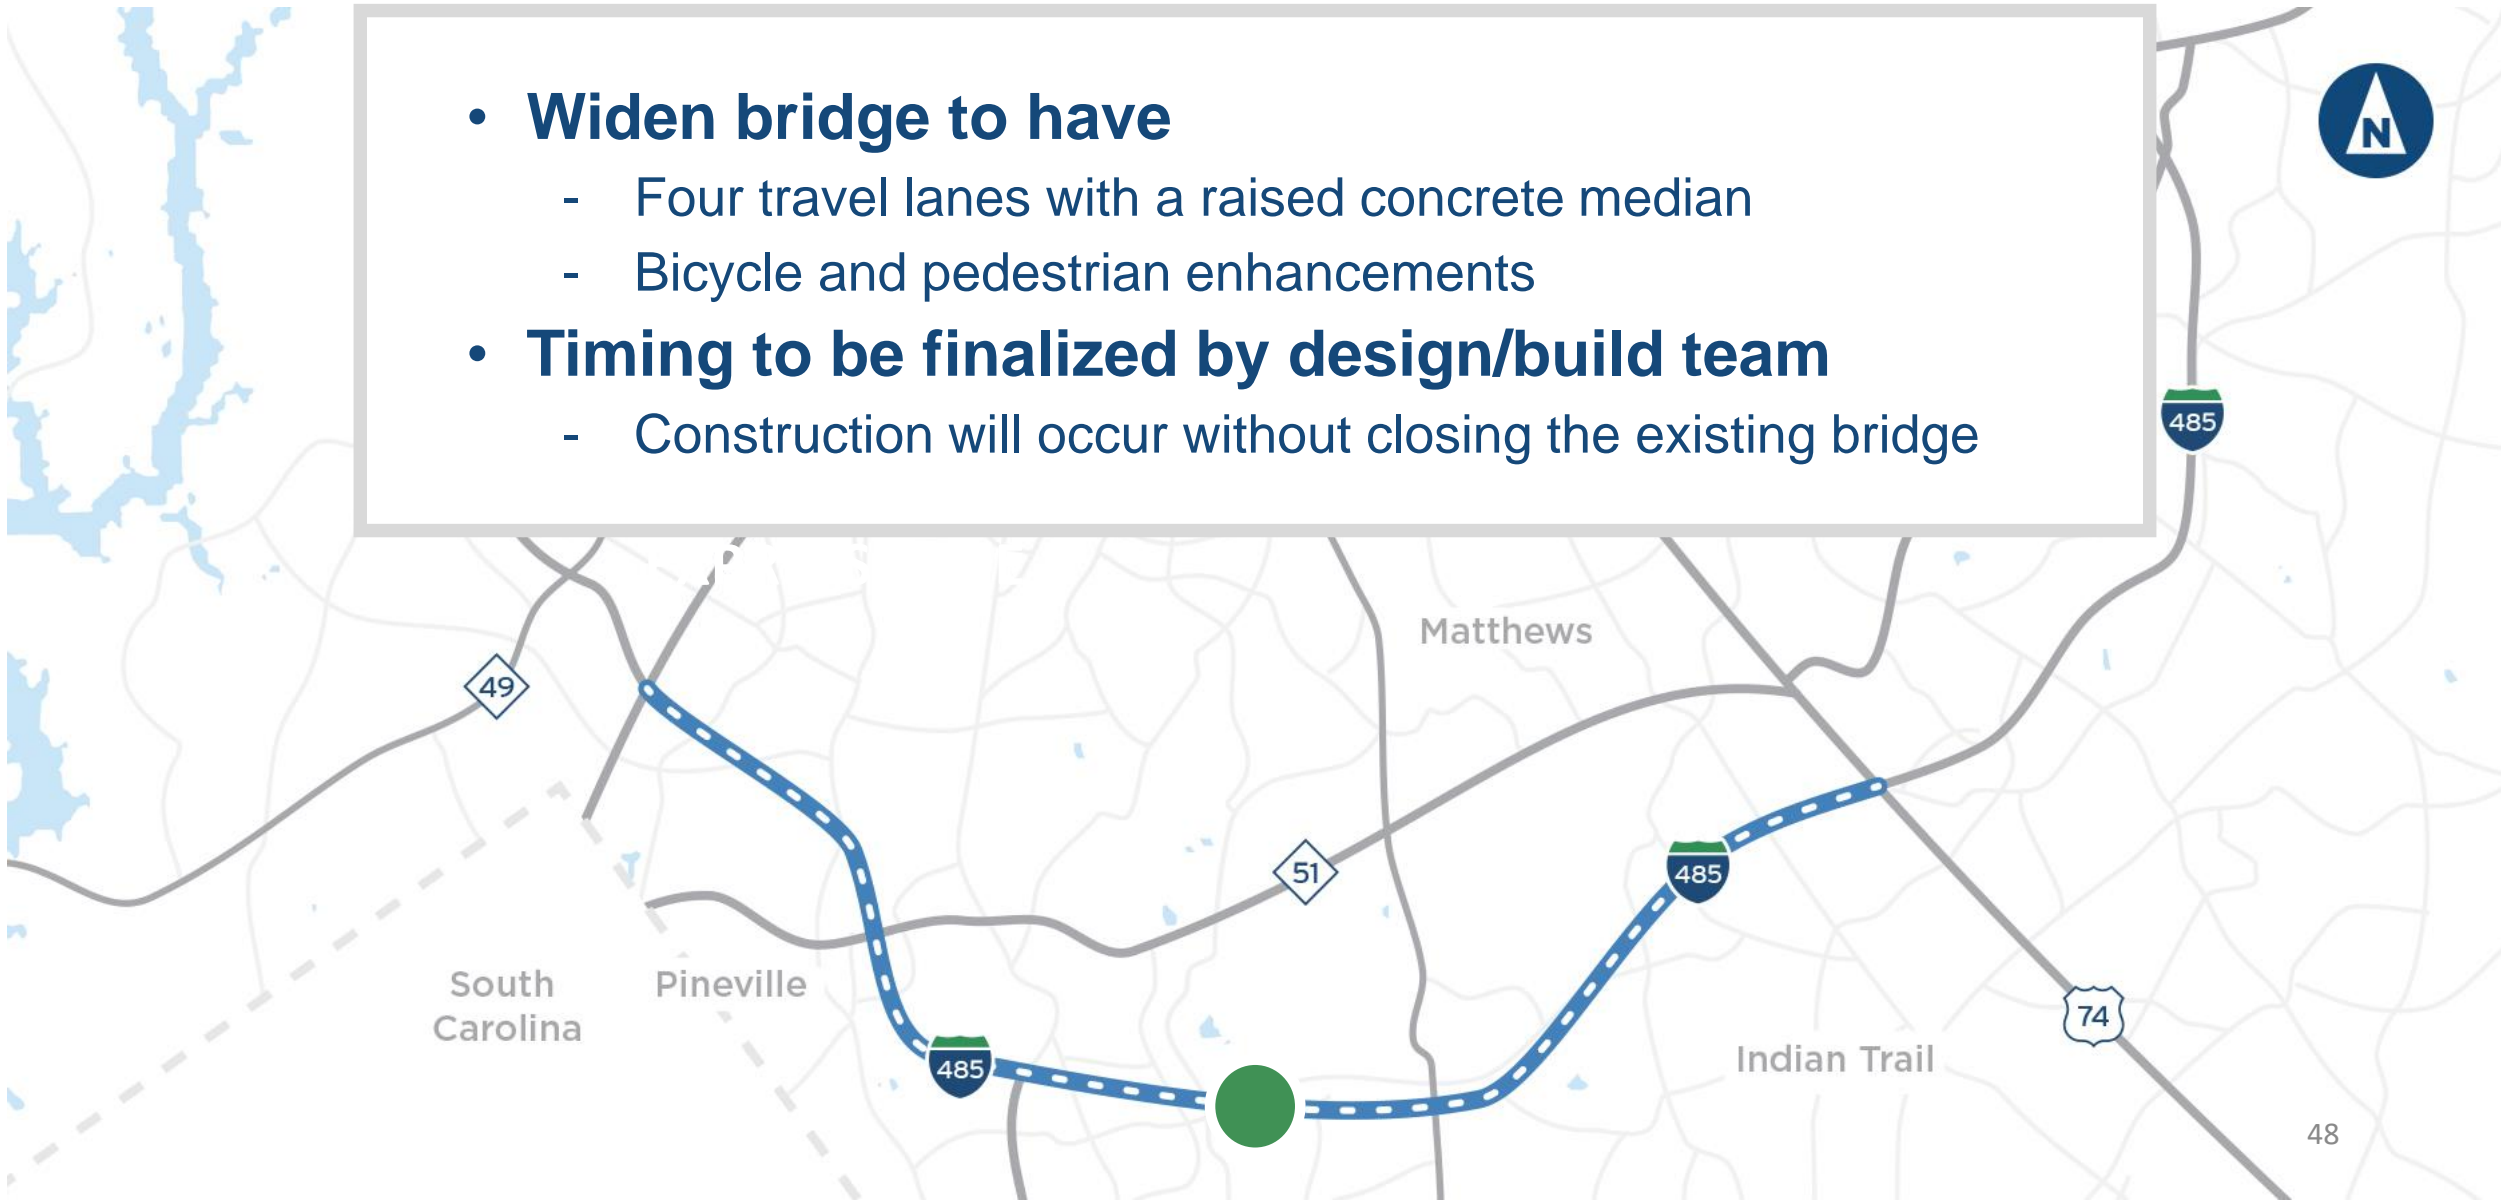 • Widen bridge to have
- Four travel lanes with a raised concrete median
- Bicycle and pedestrian enhancements
• Timing to be finalized by design/build team
- Construction will occur without closing the existing bridge
N
485
Matthews
49
51
485
South
Carolina
Pineville
74
485
Indian Trail
48